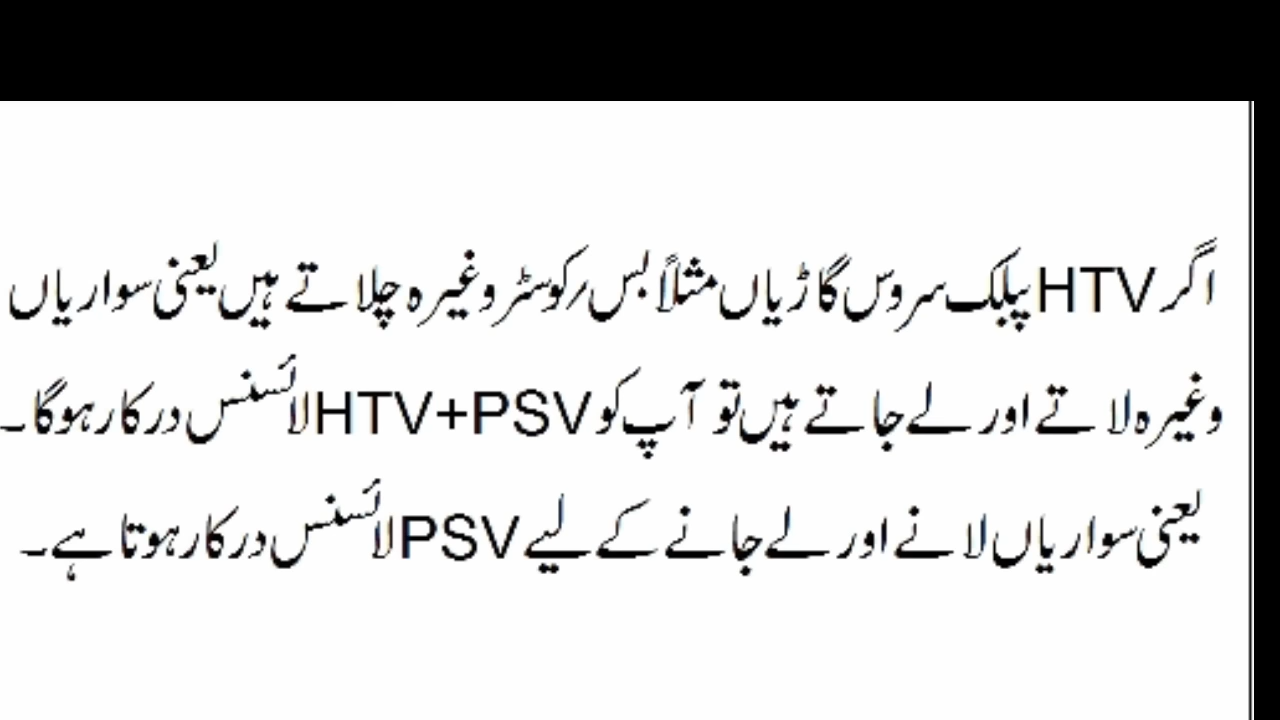 اگر HTV پبلک سروس گاڑیاں مثلاً بس/کوسٹر وغیرہ چلاتے ہیں یعنی سواریاں
وغیرہ لاتے اور لے جاتے ہیں تو آپ کو HTV+PSV لائسنس درکار ہوگا۔
یعنی سواریاں لانے اور لے جانے کے لیے PSV لائسنس درکار ہوتا ہے۔